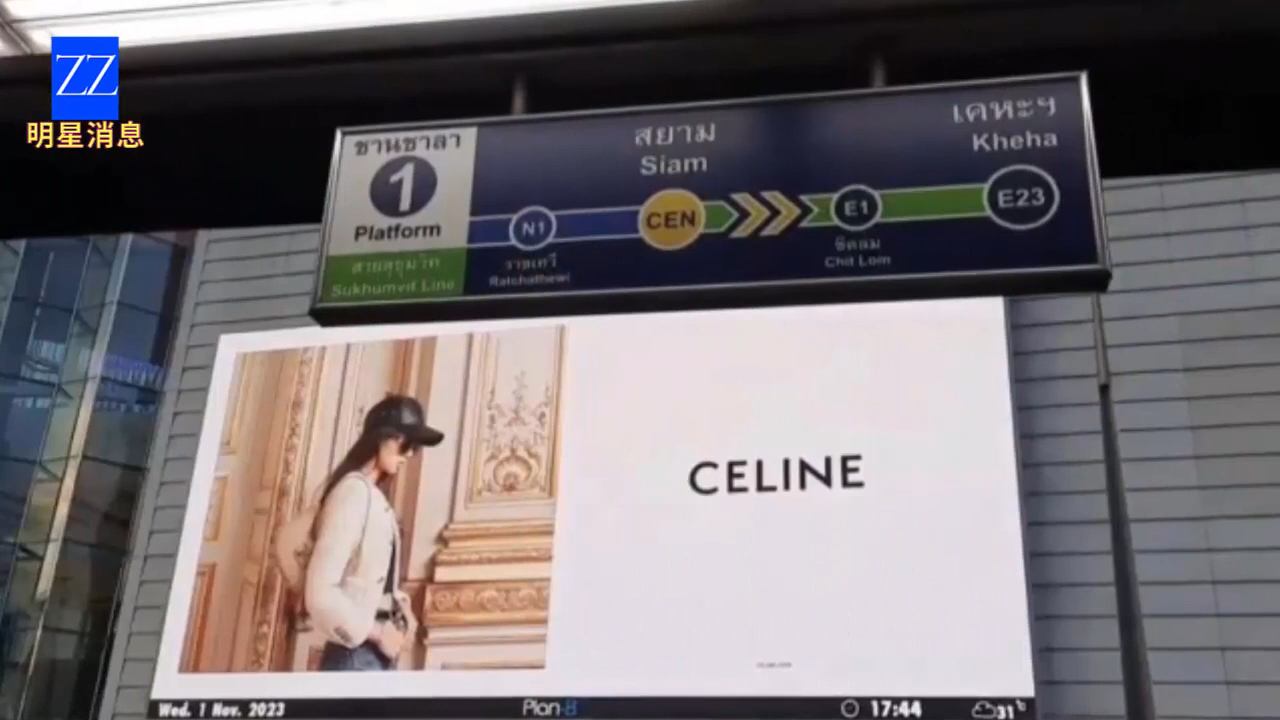 ZZ
明星消息
ชานชาลา
1
Platform
สายสุขุมวิท
Sukhumvit Line
N1
ราชเทวี
Ratchathewi
สยาม
Siam
CEN
E1
ชิดลม
Chit Lom
เคหะฯ
Kheha
E23
CELINE
Wed. 1 Nov. 2023
Plan B
17:44
31°C